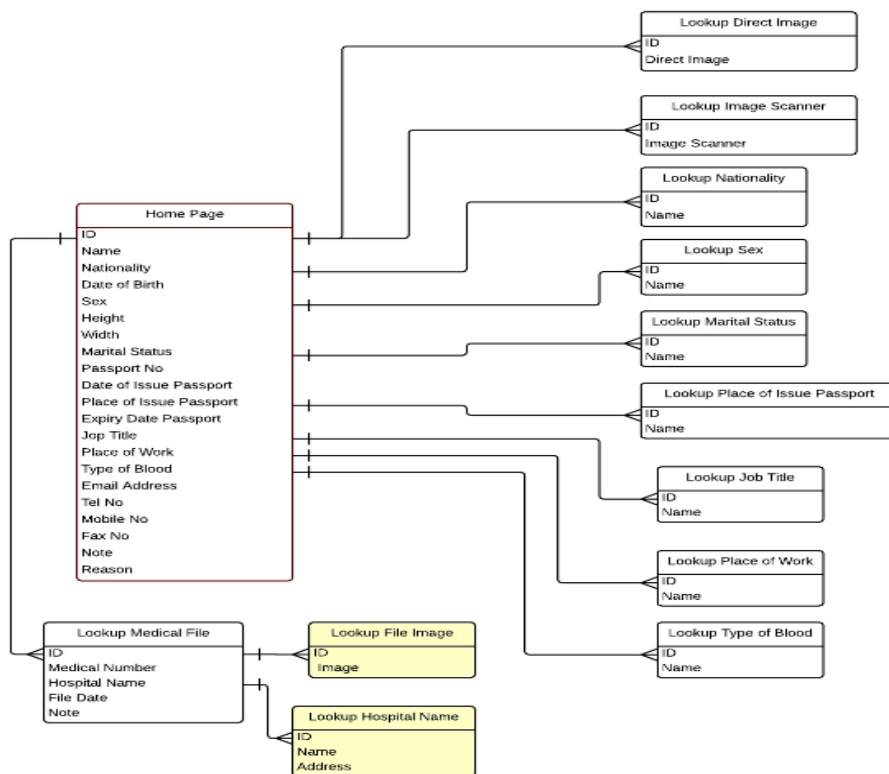 Lookup Direct Image
ID
Direct Image
Lookup Image Scanner
ID
Image Scanner
Lookup Nationality
ID
Name
Home Page
ID
Name
Nationality
Date of Birth
Sex
Height
Width
Marital Status
Passport No
Date of Issue Passport
Place of Issue Passport
Expiry Date Passport
Jop Title
Place of Work
Type of Blood
Email Address
Tel No
Mobile No
Fax No
Note
Reason
Lookup Sex
ID
Name
Lookup Marital Status
ID
Name
Lookup Place of Issue Passport
ID
Name
Lookup Job Title
ID
Name
Lookup Place of Work
ID
Name
Lookup Type of Blood
ID
Name
Lookup Medical File
ID
Medical Number
Hospital Name
File Date
Note
Lookup File Image
ID
Image
Lookup Hospital Name
ID
Name
Address